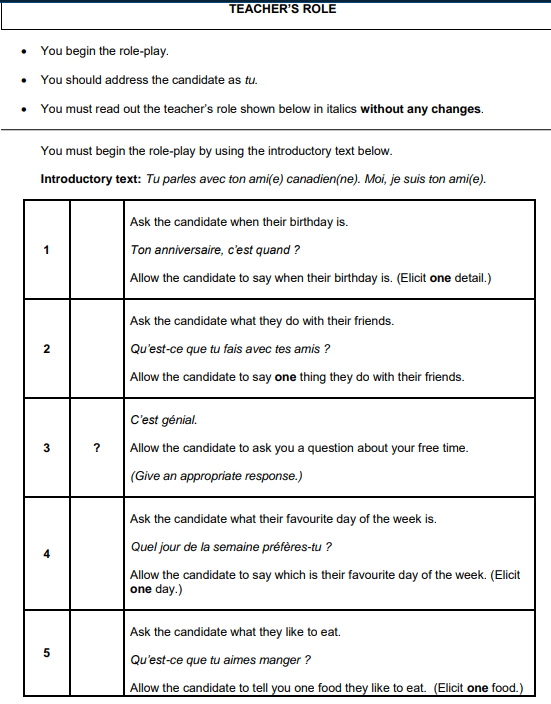 TEACHER'S ROLE
• You begin the role-play.
• You should address the candidate as tu.
• You must read out the teacher's role shown below in italics without any changes.
You must begin the role-play by using the introductory text below.
Introductory text: Tu parles avec ton ami(e) canadien(ne). Moi, je suis ton ami(e).
1
Ask the candidate when their birthday is.
Ton anniversaire, c'est quand ?
Allow the candidate to say when their birthday is. (Elicit one detail.)
2
Ask the candidate what they do with their friends.
Qu'est-ce que tu fais avec tes amis ?
Allow the candidate to say one thing they do with their friends.
3 ?
C'est génial.
Allow the candidate to ask you a question about your free time.
(Give an appropriate response.)
4
Ask the candidate what their favourite day of the week is.
Quel jour de la semaine préfères-tu ?
Allow the candidate to say which is their favourite day of the week. (Elicit
one day.)
5
Ask the candidate what they like to eat.
Qu'est-ce que tu aimes manger ?
Allow the candidate to tell you one food they like to eat. (Elicit one food.)